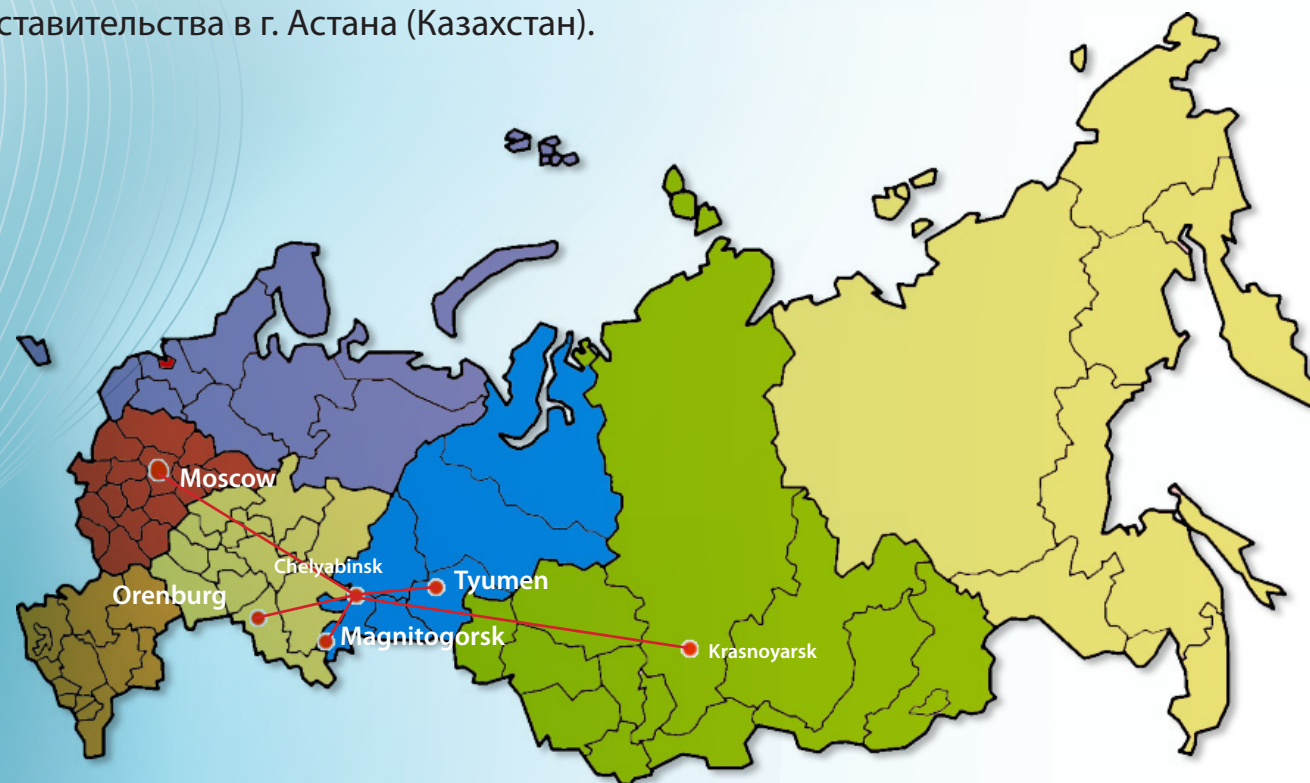 ставительства в г. Астана (Казахстан).
Moscow
Chelyabinsk
Tyumen
Orenburg
Magnitogorsk
Krasnoyarsk